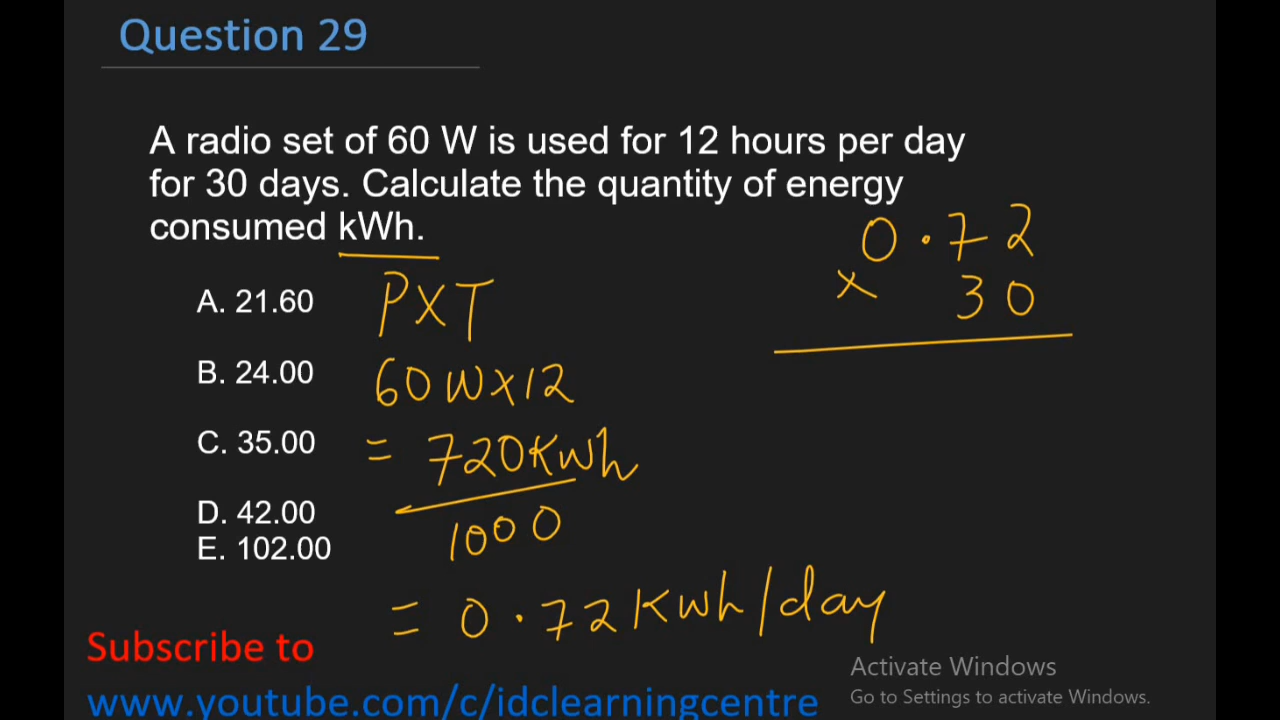 Question 29
A radio set of 60 W is used for 12 hours per day
for 30 days. Calculate the quantity of energy
consumed kWh.
0.72
x 30
A. 21.60
PXT
B. 24.00
60WX12
C. 35.00
= 720Kwh
D. 42.00
1000
E. 102.00
= 0.72Kwh/day
Subscribe to
www.youtube.com/c/idclearningcentre
Activate Windows
Go to Settings to activate Windows.